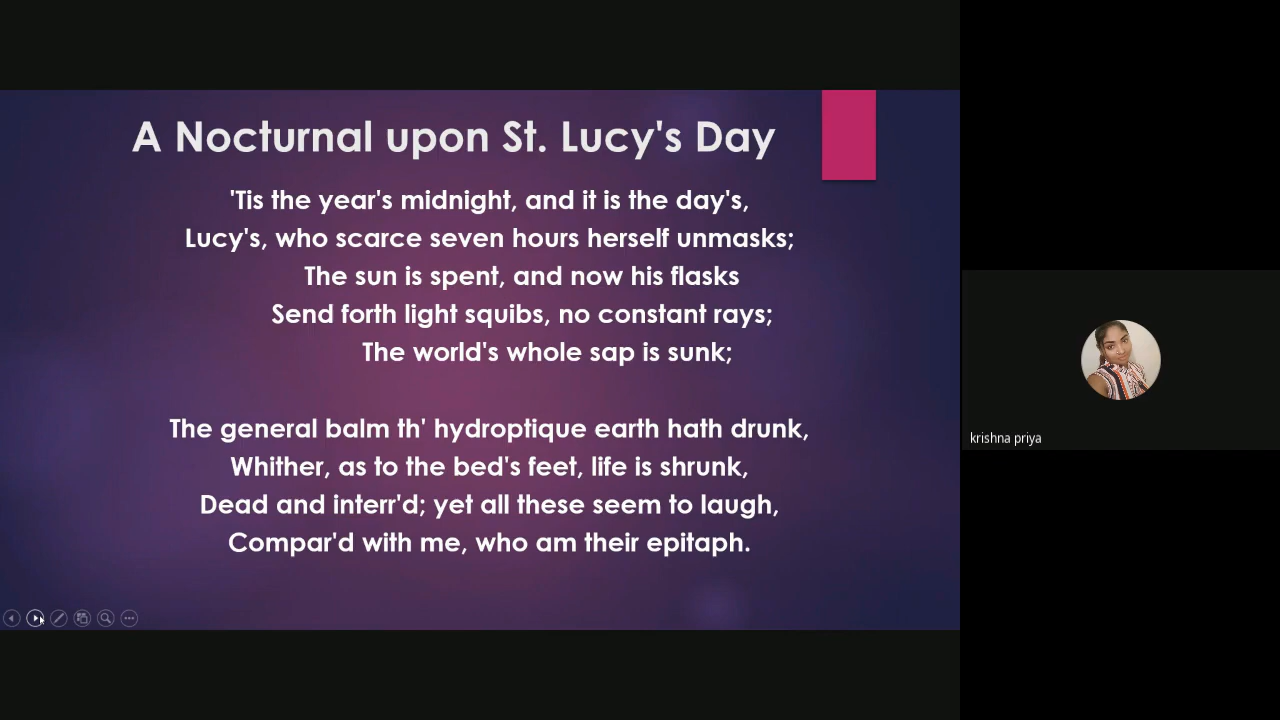 A Nocturnal upon St. Lucy's Day
'Tis the year's midnight, and it is the day's,
Lucy's, who scarce seven hours herself unmasks;
The sun is spent, and now his flasks
Send forth light squibs, no constant rays;
The world's whole sap is sunk;
The general balm th' hydroptique earth hath drunk,
Whither, as to the bed's feet, life is shrunk,
Dead and interr'd; yet all these seem to laugh,
Compar'd with me, who am their epitaph.
krishna priya